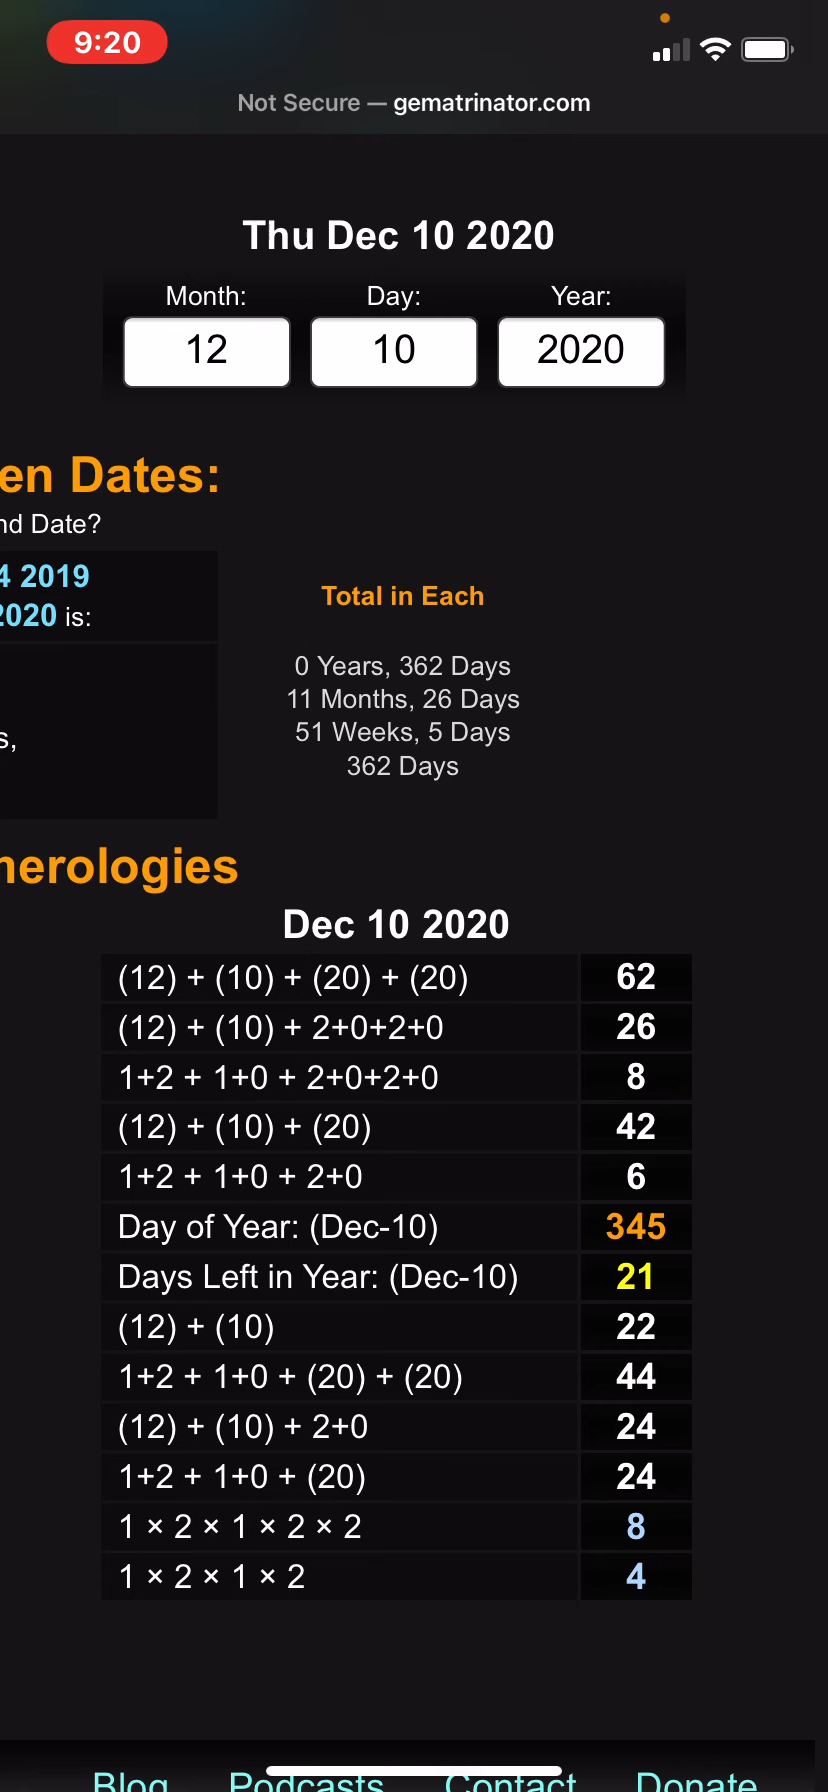 9:20
Not Secure — gematrinator.com
Thu Dec 10 2020
Month: Day: Year:
12 10 2020
en Dates:
nd Date?
4 2019
2020 is:
Total in Each
0 Years, 362 Days
11 Months, 26 Days
51 Weeks, 5 Days
362 Days
s,
nerologies
Dec 10 2020
(12) + (10) + (20) + (20) 62
(12) + (10) + 2+0+2+0 26
1+2 + 1+0 + 2+0+2+0 8
(12) + (10) + (20) 42
1+2 + 1+0 + 2+0 6
Day of Year: (Dec-10) 345
Days Left in Year: (Dec-10) 21
(12) + (10) 22
1+2 + 1+0 + (20) + (20) 44
(12) + (10) + 2+0 24
1+2 + 1+0 + (20) 24
1 × 2 × 1 × 2 × 2 8
1 × 2 × 1 × 2 4
Blog Podcasts Contact Donate